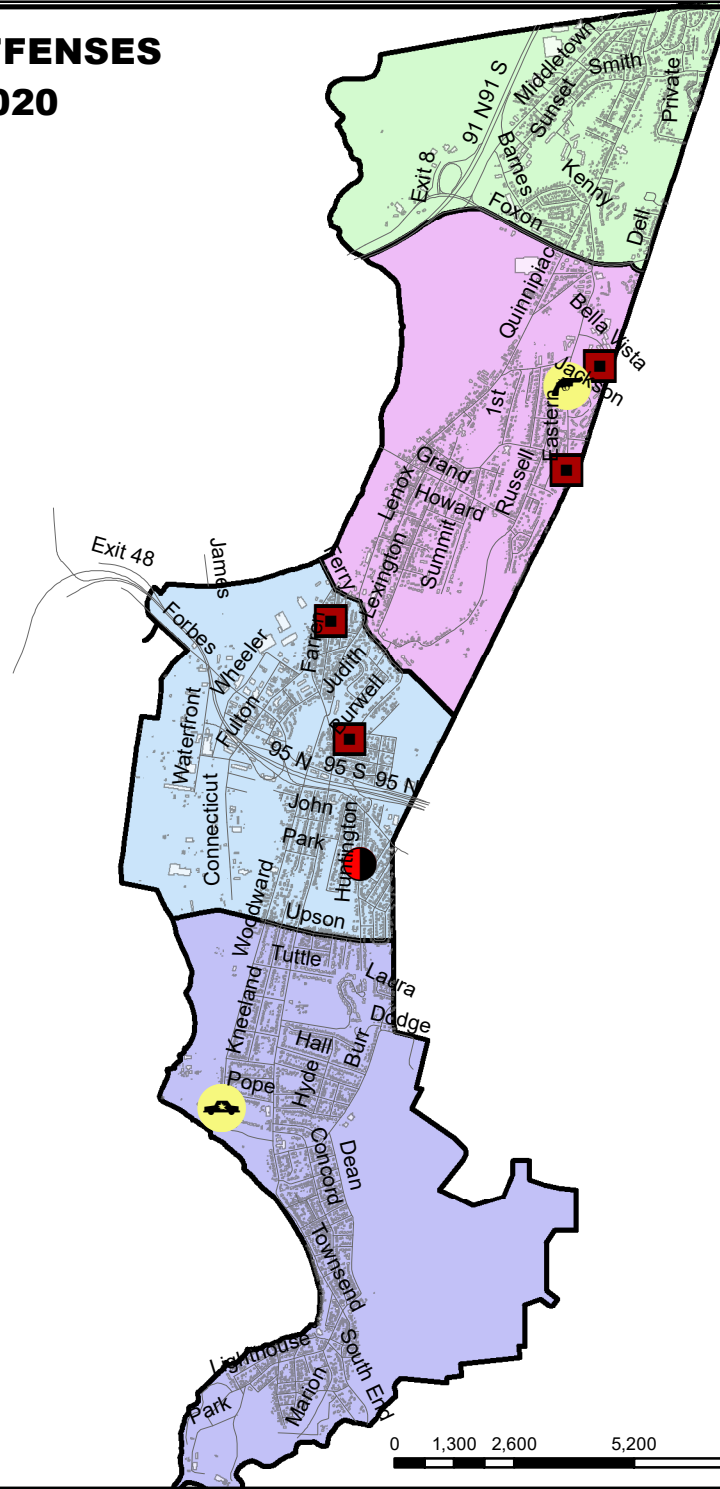 FFENSES
020
Middletown
Smith
Private
91 N
91 S
Sunset
Barnes
Exit 8
Kenny
Foxon
Dell
Quinnipiac
Bella Vista
Jackson
1st
Eastern
Grand
Russell
Lenox
Howard
Summit
Exit 48
James
Terry
Lexington
Forbes
Farren
Wheeler
Judith
Burwell
Fulton
Waterfront
95 N
95 S
95 N
Connecticut
John
Park
Huntington
Woodward
Upson
Tuttle
Laura
Kneeland
Dodge
Hall
Burr
Pope
Hyde
Concord
Dean
Townsend
Lighthouse
South End
Marion
Park
0 1,300 2,600 5,200